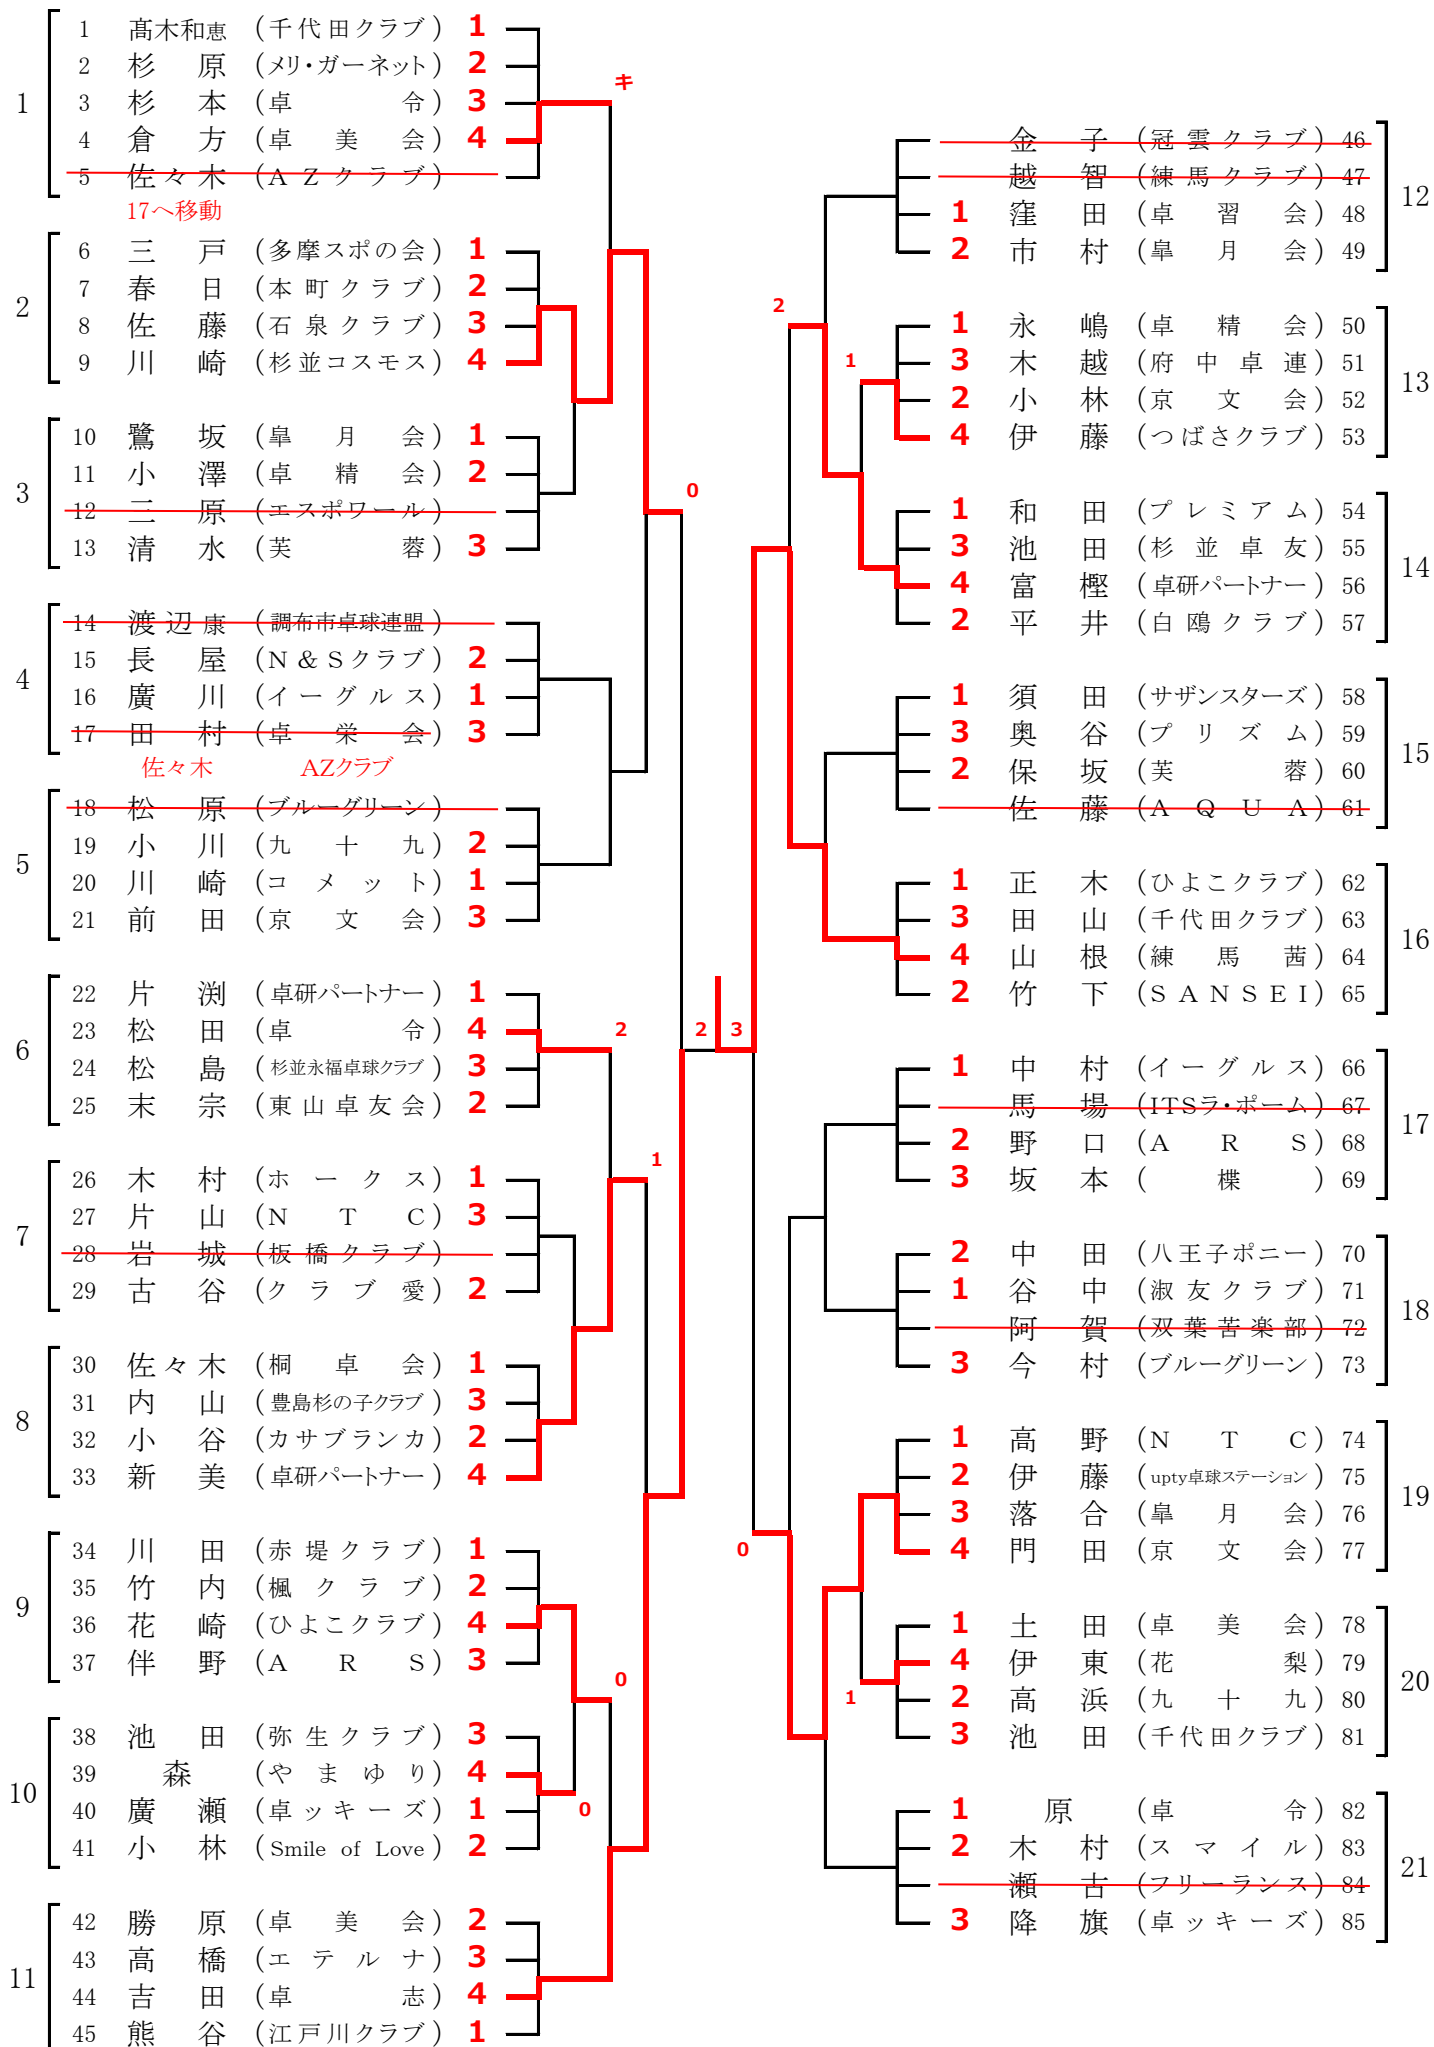 1 髙木和恵 (千代田クラブ) 1
2 杉原 (メリ・ガーネット) 2
キ
1
3 杉本 (卓令) 3
4 倉方 (卓美会) 4
5 佐々木 (AZクラブ)
17へ移動
6 三戸 (多摩スポの会) 1
7 春日 (本町クラブ) 2
2
8 佐藤 (石泉クラブ) 3
9 川崎 (杉並コスモス) 4
10 鷺坂 (皐月会) 1
11 小澤 (卓精会) 2
3
0
12 三原 (エスポワール)
13 清水 (芙蓉) 3
14 渡辺康 (調布市卓球連盟)
15 長屋 (N&Sクラブ) 2
4
16 廣川 (イーグルス) 1
17 田村 (卓栄会) 3
佐々木 AZクラブ
18 松原 (ブルーグリーン)
19 小川 (九十九) 2
5
20 川崎 (コメット) 1
21 前田 (京文会) 3
22 片渕 (卓研パートナー) 1
23 松田 (卓令) 4
2
6
24 松島 (杉並永福卓球クラブ) 3
25 末宗 (東山卓友会) 2
1
26 木村 (ホークス) 1
27 片山 (NTC) 3
7
28 岩城 (板橋クラブ)
29 古谷 (クラブ愛) 2
30 佐々木 (桐卓会) 1
31 内山 (豊島杉の子クラブ) 3
8
32 小谷 (カサブランカ) 2
33 新美 (卓研パートナー) 4
34 川田 (赤堤クラブ) 1
35 竹内 (楓クラブ) 2
9
36 花崎 (ひよこクラブ) 4
37 伴野 (ARS) 3
0
38 池田 (弥生クラブ) 3
39 森 (やまゆり) 4
10
0
40 廣瀬 (卓ッキーズ) 1
41 小林 (Smile of Love) 2
42 勝原 (卓美会) 2
43 高橋 (エテルナ) 3
11
44 吉田 (卓志) 4
45 熊谷 (江戸川クラブ) 1
2 3
金子 (冠雲クラブ) 46
越智 (練馬クラブ) 47
12
1 窪田 (卓習会) 48
2 市村 (皐月会) 49
2
1 永嶋 (卓精会) 50
1
3 木越 (府中卓連) 51
13
2 小林 (京文会) 52
4 伊藤 (つばさクラブ) 53
1 和田 (プレミアム) 54
3 池田 (杉並卓友) 55
14
4 富樫 (卓研パートナー) 56
2 平井 (白鴎クラブ) 57
1 須田 (サザンスターズ) 58
3 奥谷 (プリズム) 59
15
2 保坂 (芙蓉) 60
佐藤 (AQUA) 61
1 正木 (ひよこクラブ) 62
3 田山 (千代田クラブ) 63
16
4 山根 (練馬茜) 64
2 竹下 (SANSEI) 65
1 中村 (イーグルス) 66
馬場 (ITSラ・ポーム) 67
17
2 野口 (ARS) 68
3 坂本 (楪) 69
2 中田 (八王子ポニー) 70
1 谷中 (淑友クラブ) 71
18
阿賀 (双葉苦楽部) 72
3 今村 (ブルーグリーン) 73
1 高野 (NTC) 74
2 伊藤 (upty卓球ステーション) 75
19
3 落合 (皐月会) 76
0
4 門田 (京文会) 77
1 土田 (卓美会) 78
4 伊東 (花梨) 79
20
1
2 高浜 (九十九) 80
3 池田 (千代田クラブ) 81
1 原 (卓令) 82
2 木村 (スマイル) 83
21
瀬古 (フリーランス) 84
3 降旗 (卓ッキーズ) 85